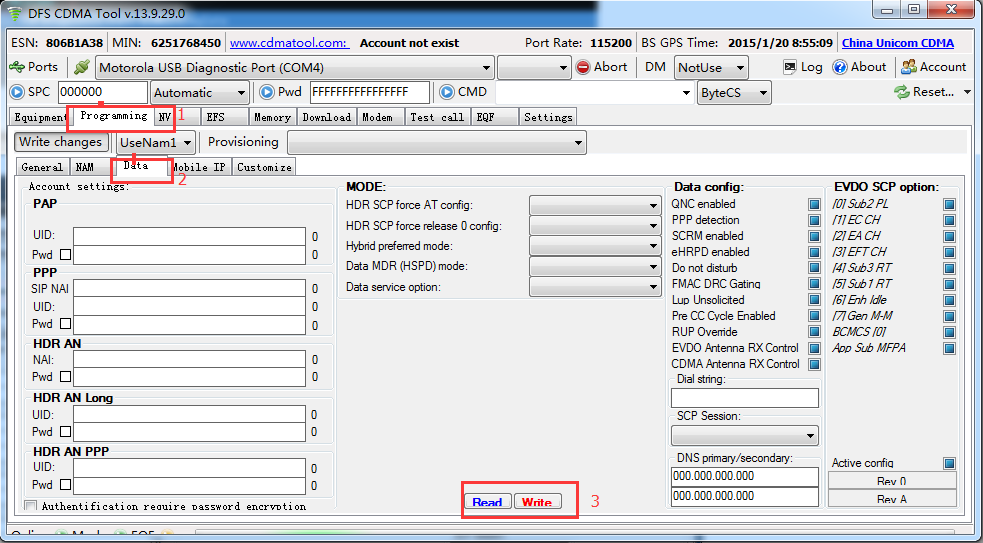 DFS CDMA Tool v.13.9.29.0
ESN: 806B1A38 MIN: 6251768450 www.cdmatool.com: Account not exist Port Rate: 115200 BS GPS Time: 2015/1/20 8:55:09 China Unicom CDMA
Ports Motorola USB Diagnostic Port (COM4) Abort DM NotUse Log About Account
SPC 000000 Automatic Pwd FFFFFFFFFFFFFFFF CMD ByteCS Reset...
Equipment Programming 1 NV EFS Memory Download Modem Test call EQF Settings
Write changes UseNam1 Provisioning
General NAM Data 2 Mobile IP Customize
Account settings:
PAP
UID: 0
Pwd 0
PPP
SIP NAI 0
UID: 0
Pwd 0
HDR AN
NAI: 0
Pwd 0
HDR AN Long
UID: 0
Pwd 0
HDR AN PPP
UID: 0
Pwd 0
Authentification require password encryption
MODE:
HDR SCP force AT config:
HDR SCP force release 0 config:
Hybrid preferred mode:
Data MDR (HSPD) mode:
Data service option:
Read Write 3
Data config:
QNC enabled
PPP detection
SCRM enabled
eHRPD enabled
Do not disturb
FMAC DRC Gating
Lup Unsolicited
Pre CC Cycle Enabled
RUP Override
EVDO Antenna RX Control
CDMA Antenna RX Control
Dial string:
SCP Session:
DNS primary/secondary:
000.000.000.000
000.000.000.000
EVDO SCP option:
[0] Sub2 PL
[1] EC CH
[2] EA CH
[3] EFT CH
[4] Sub3 RT
[5] Sub1 RT
[6] Enh Idle
[7] Gen M-M
BCMCS [0]
App Sub MFPA
Active config
Rev 0
Rev A